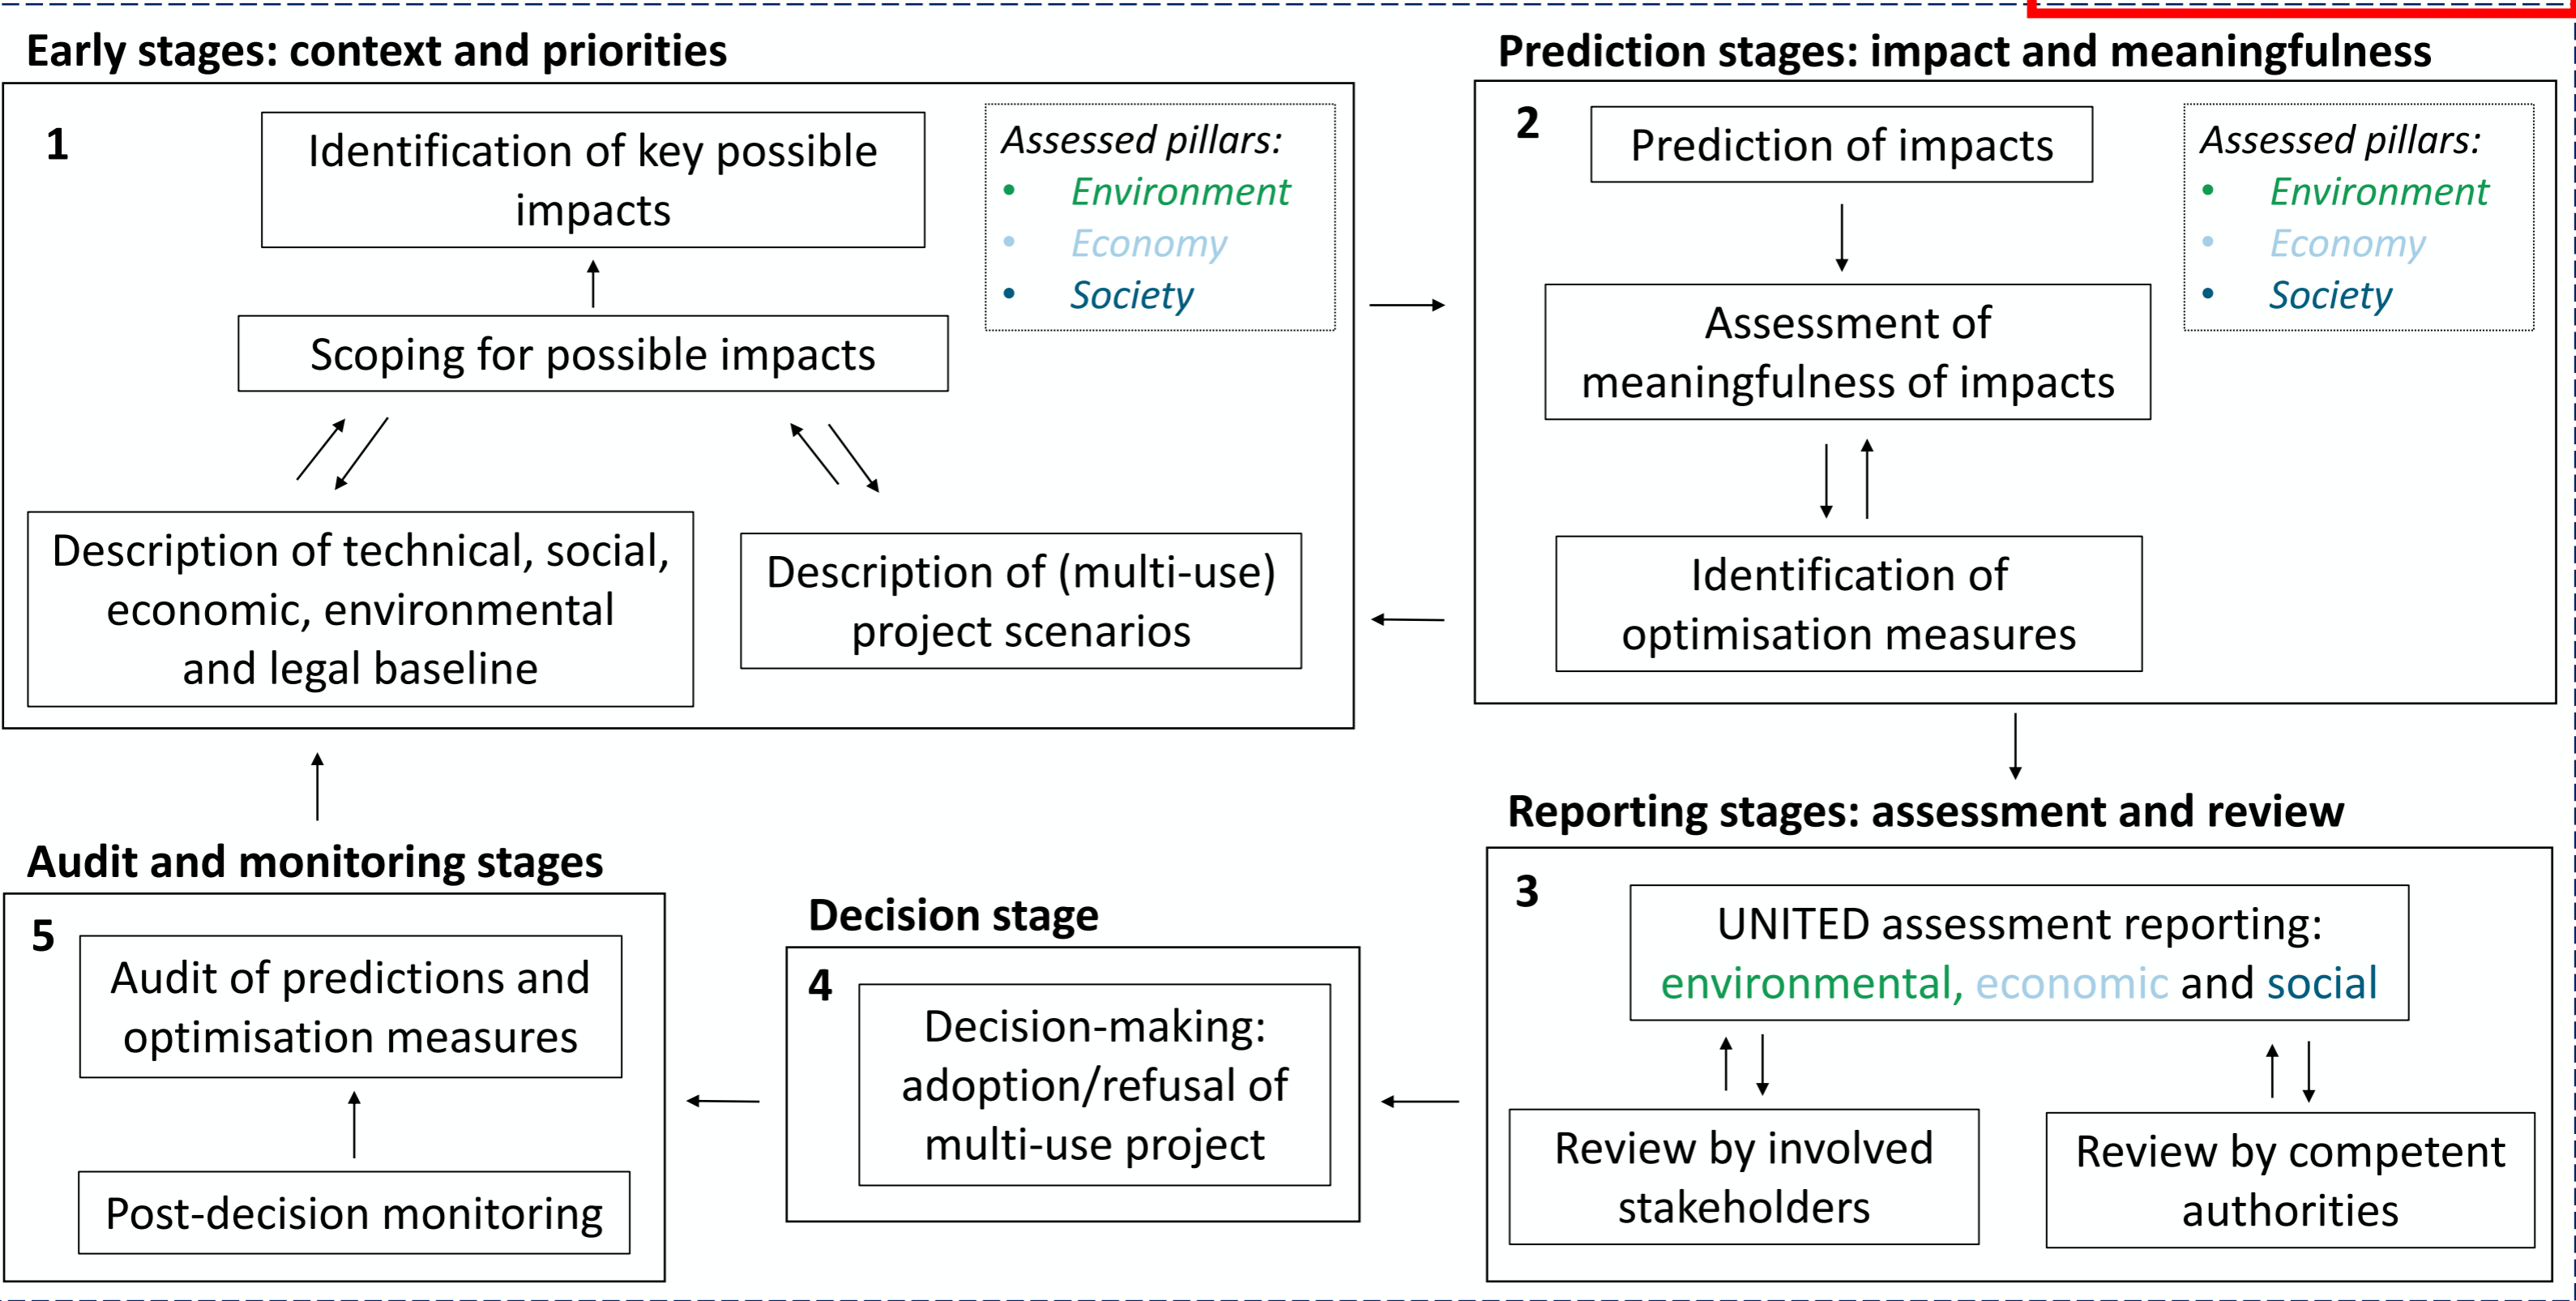 Early stages: context and priorities
1
Identification of key possible
impacts
Assessed pillars:
• Environment
• Economy
• Society
Scoping for possible impacts
Description of technical, social,
economic, environmental
and legal baseline
Description of (multi-use)
project scenarios
Prediction stages: impact and meaningfulness
2
Prediction of impacts
Assessed pillars:
• Environment
• Economy
• Society
Assessment of
meaningfulness of impacts
Identification of
optimisation measures
Reporting stages: assessment and review
3
UNITED assessment reporting:
environmental, economic and social
Review by involved
stakeholders
Review by competent
authorities
Decision stage
4
Decision-making:
adoption/refusal of
multi-use project
Audit and monitoring stages
5
Audit of predictions and
optimisation measures
Post-decision monitoring